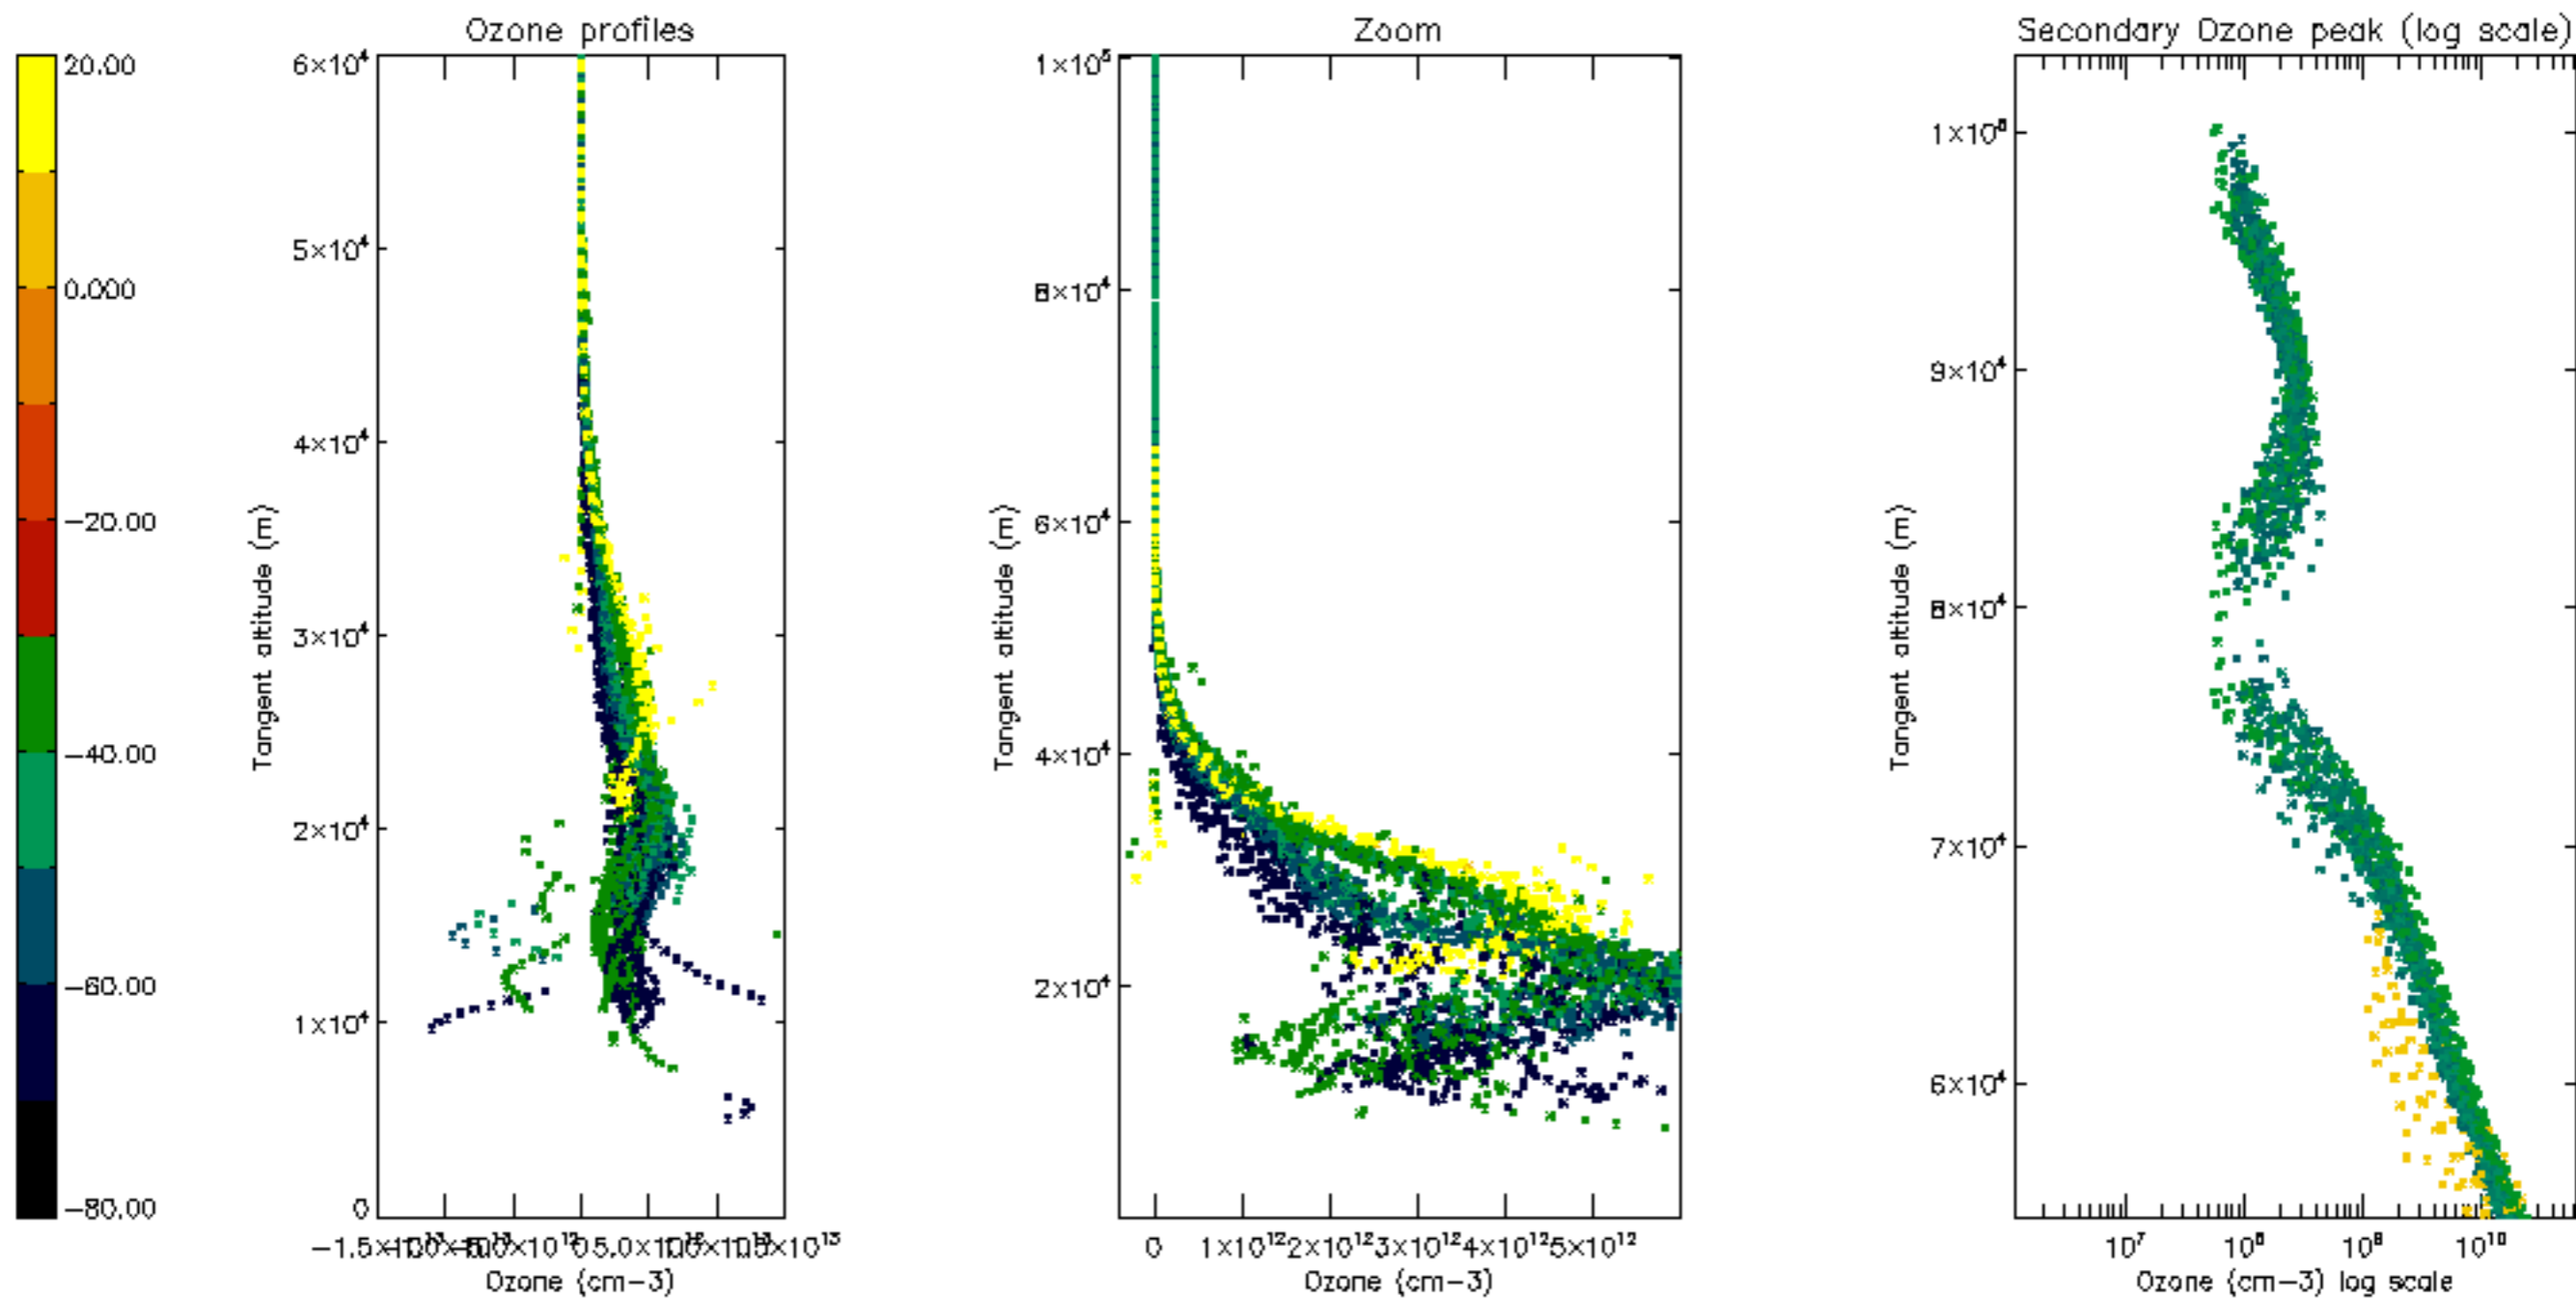 Ozone profiles
Zoom
Secondary Ozone peak (log scale)
20.00
0.000
−20.00
−40.00
−60.00
−80.00
Tangent altitude (m)
6×10⁴
5×10⁴
4×10⁴
3×10⁴
2×10⁴
1×10⁴
0
Ozone (cm−3)
Tangent altitude (m)
1×10⁵
8×10⁴
6×10⁴
4×10⁴
2×10⁴
0 1×10¹² 2×10¹² 3×10¹² 4×10¹² 5×10¹²
Ozone (cm−3)
Tangent altitude (m)
1×10⁵
9×10⁴
8×10⁴
7×10⁴
6×10⁴
10⁷ 10⁸ 10⁹ 10¹⁰
Ozone (cm−3) log scale